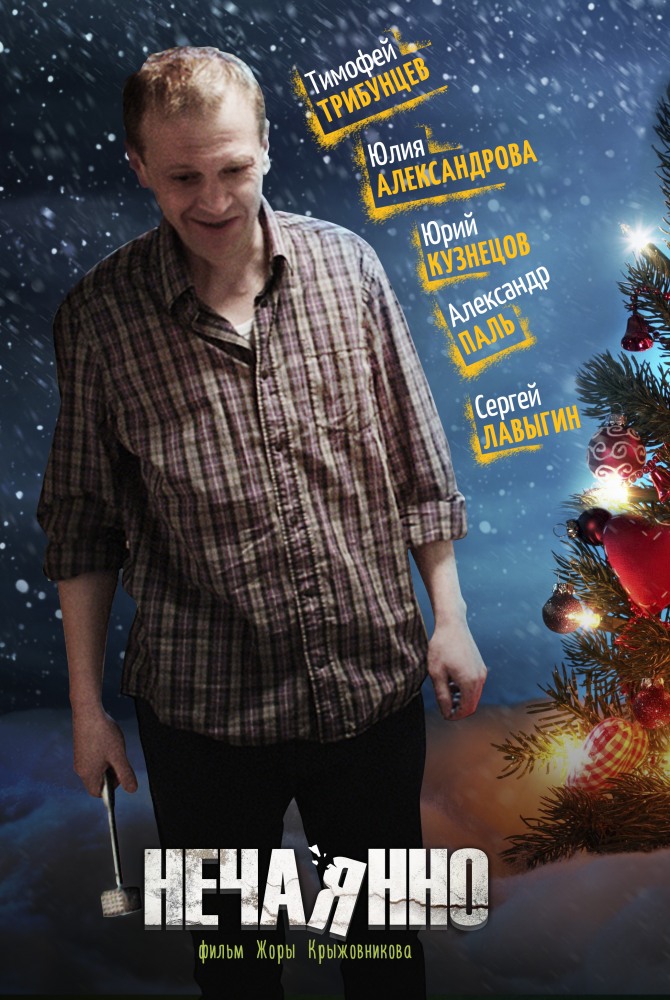 Тимофей
ТРИБУНЦЕВ
Юлия
АЛЕКСАНДРОВА
Юрий
КУЗНЕЦОВ
Александр
ПАЛЬ
Сергей
ЛАВЫГИН
НЕЧАЯННО
фильм Жоры Крыжовникова